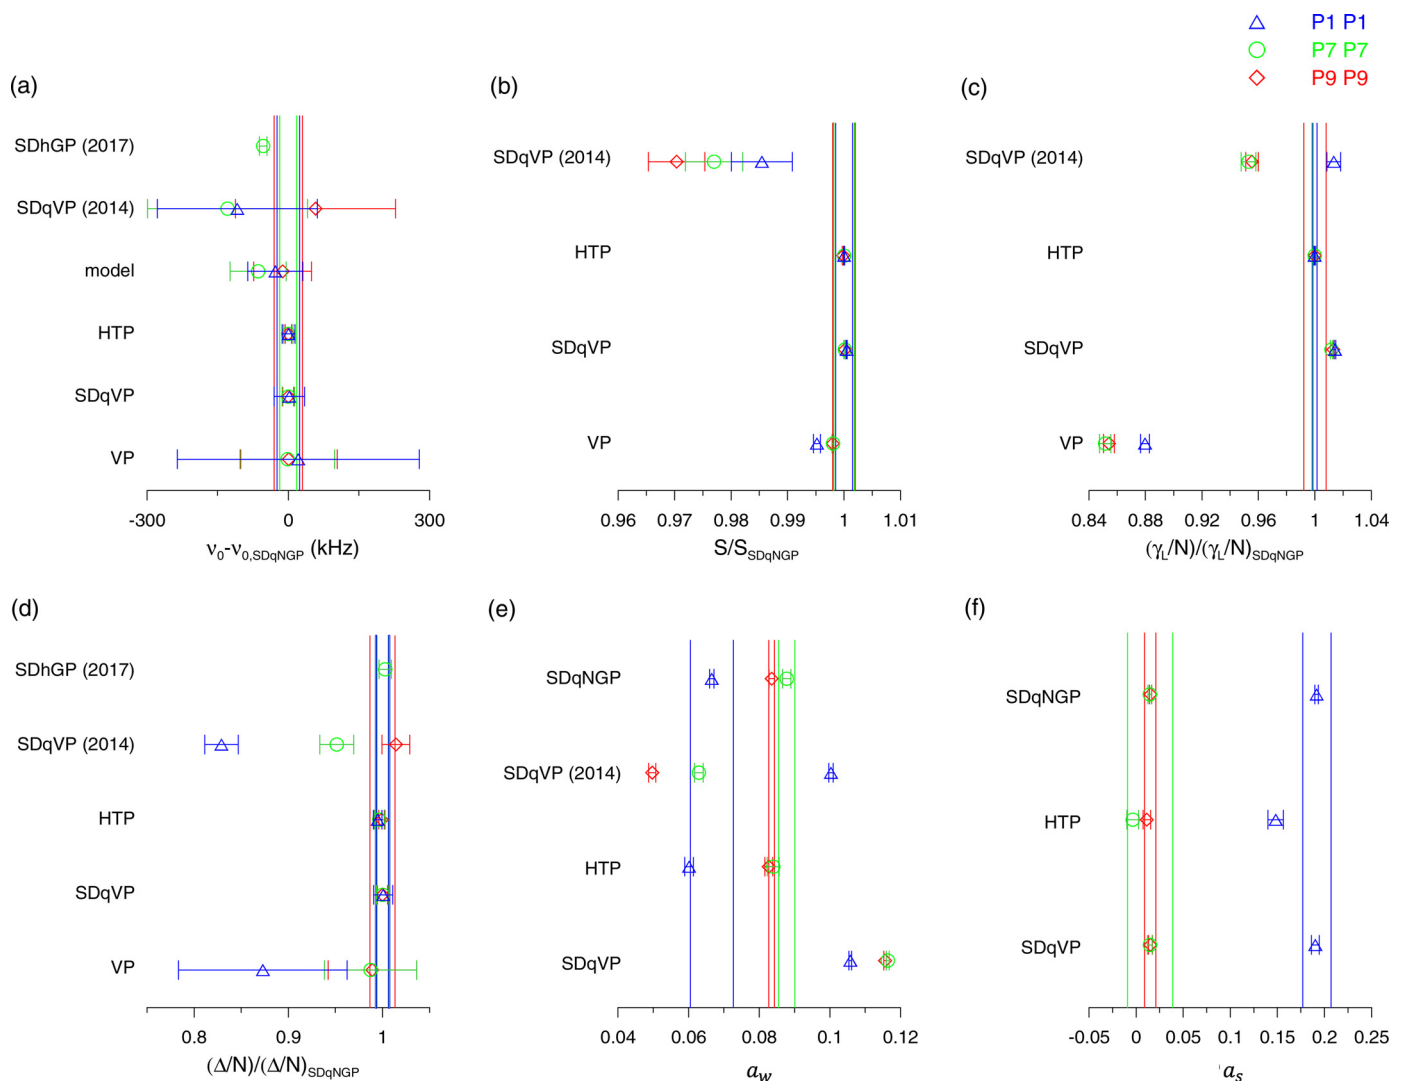 P1 P1
P7 P7
P9 P9
(a)
SDhGP (2017)
SDqVP (2014)
model
HTP
SDqVP
VP
-300 0 300
ν₀-ν₀,SDqNGP (kHz)
(b)
SDqVP (2014)
HTP
SDqVP
VP
0.96 0.97 0.98 0.99 1 1.01
S/S SDqNGP
(c)
SDqVP (2014)
HTP
SDqVP
VP
0.84 0.88 0.92 0.96 1 1.04
(γL/N)/(γL/N)SDqNGP
(d)
SDhGP (2017)
SDqVP (2014)
HTP
SDqVP
VP
0.8 0.9 1
(Δ/N)/(Δ/N)SDqNGP
(e)
SDqNGP
SDqVP (2014)
HTP
SDqVP
0.04 0.06 0.08 0.10 0.12
a_w
(f)
SDqNGP
HTP
SDqVP
-0.05 0 0.05 0.1 0.15 0.2 0.25
a_s